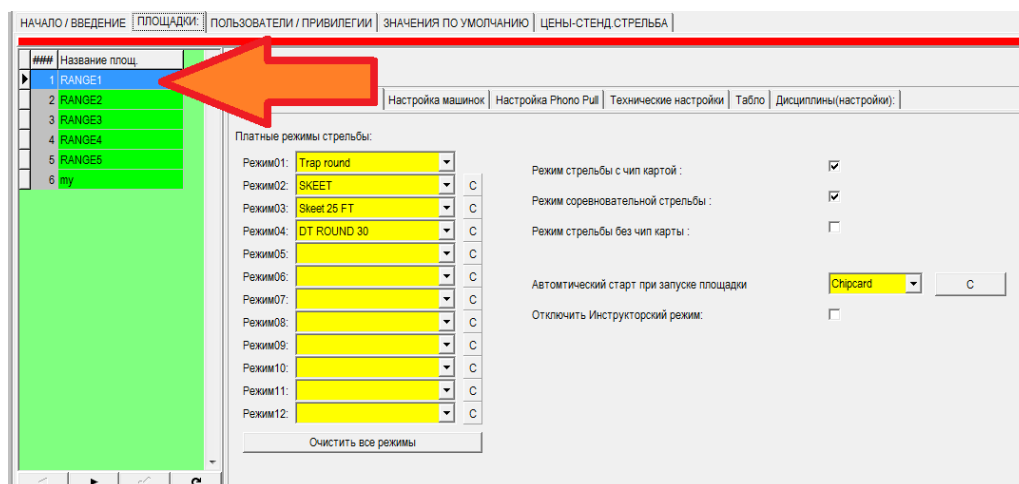 НАЧАЛО / ВВЕДЕНИЕ ПЛОЩАДКИ: ПОЛЬЗОВАТЕЛИ / ПРИВИЛЕГИИ ЗНАЧЕНИЯ ПО УМОЛЧАНИЮ ЦЕНЫ-СТЕНД.СТРЕЛЬБА
### Название площ.
1 RANGE1
2 RANGE2
3 RANGE3
4 RANGE4
5 RANGE5
6 my
Настройка машинок Настройка Phono Pull Технические настройки Табло Дисциплины(настройки):
Платные режимы стрельбы:
Режим01: Trap round
Режим02: SKEET C
Режим03: Skeet 25 FT C
Режим04: DT ROUND 30 C
Режим05: C
Режим06: C
Режим07: C
Режим08: C
Режим09: C
Режим10: C
Режим11: C
Режим12: C
Очистить все режимы
Режим стрельбы с чип картой :
Режим соревновательной стрельбы :
Режим стрельбы без чип карты :
Автомтический старт при запуске площадки Chipcard C
Отключить Инструкторский режим: